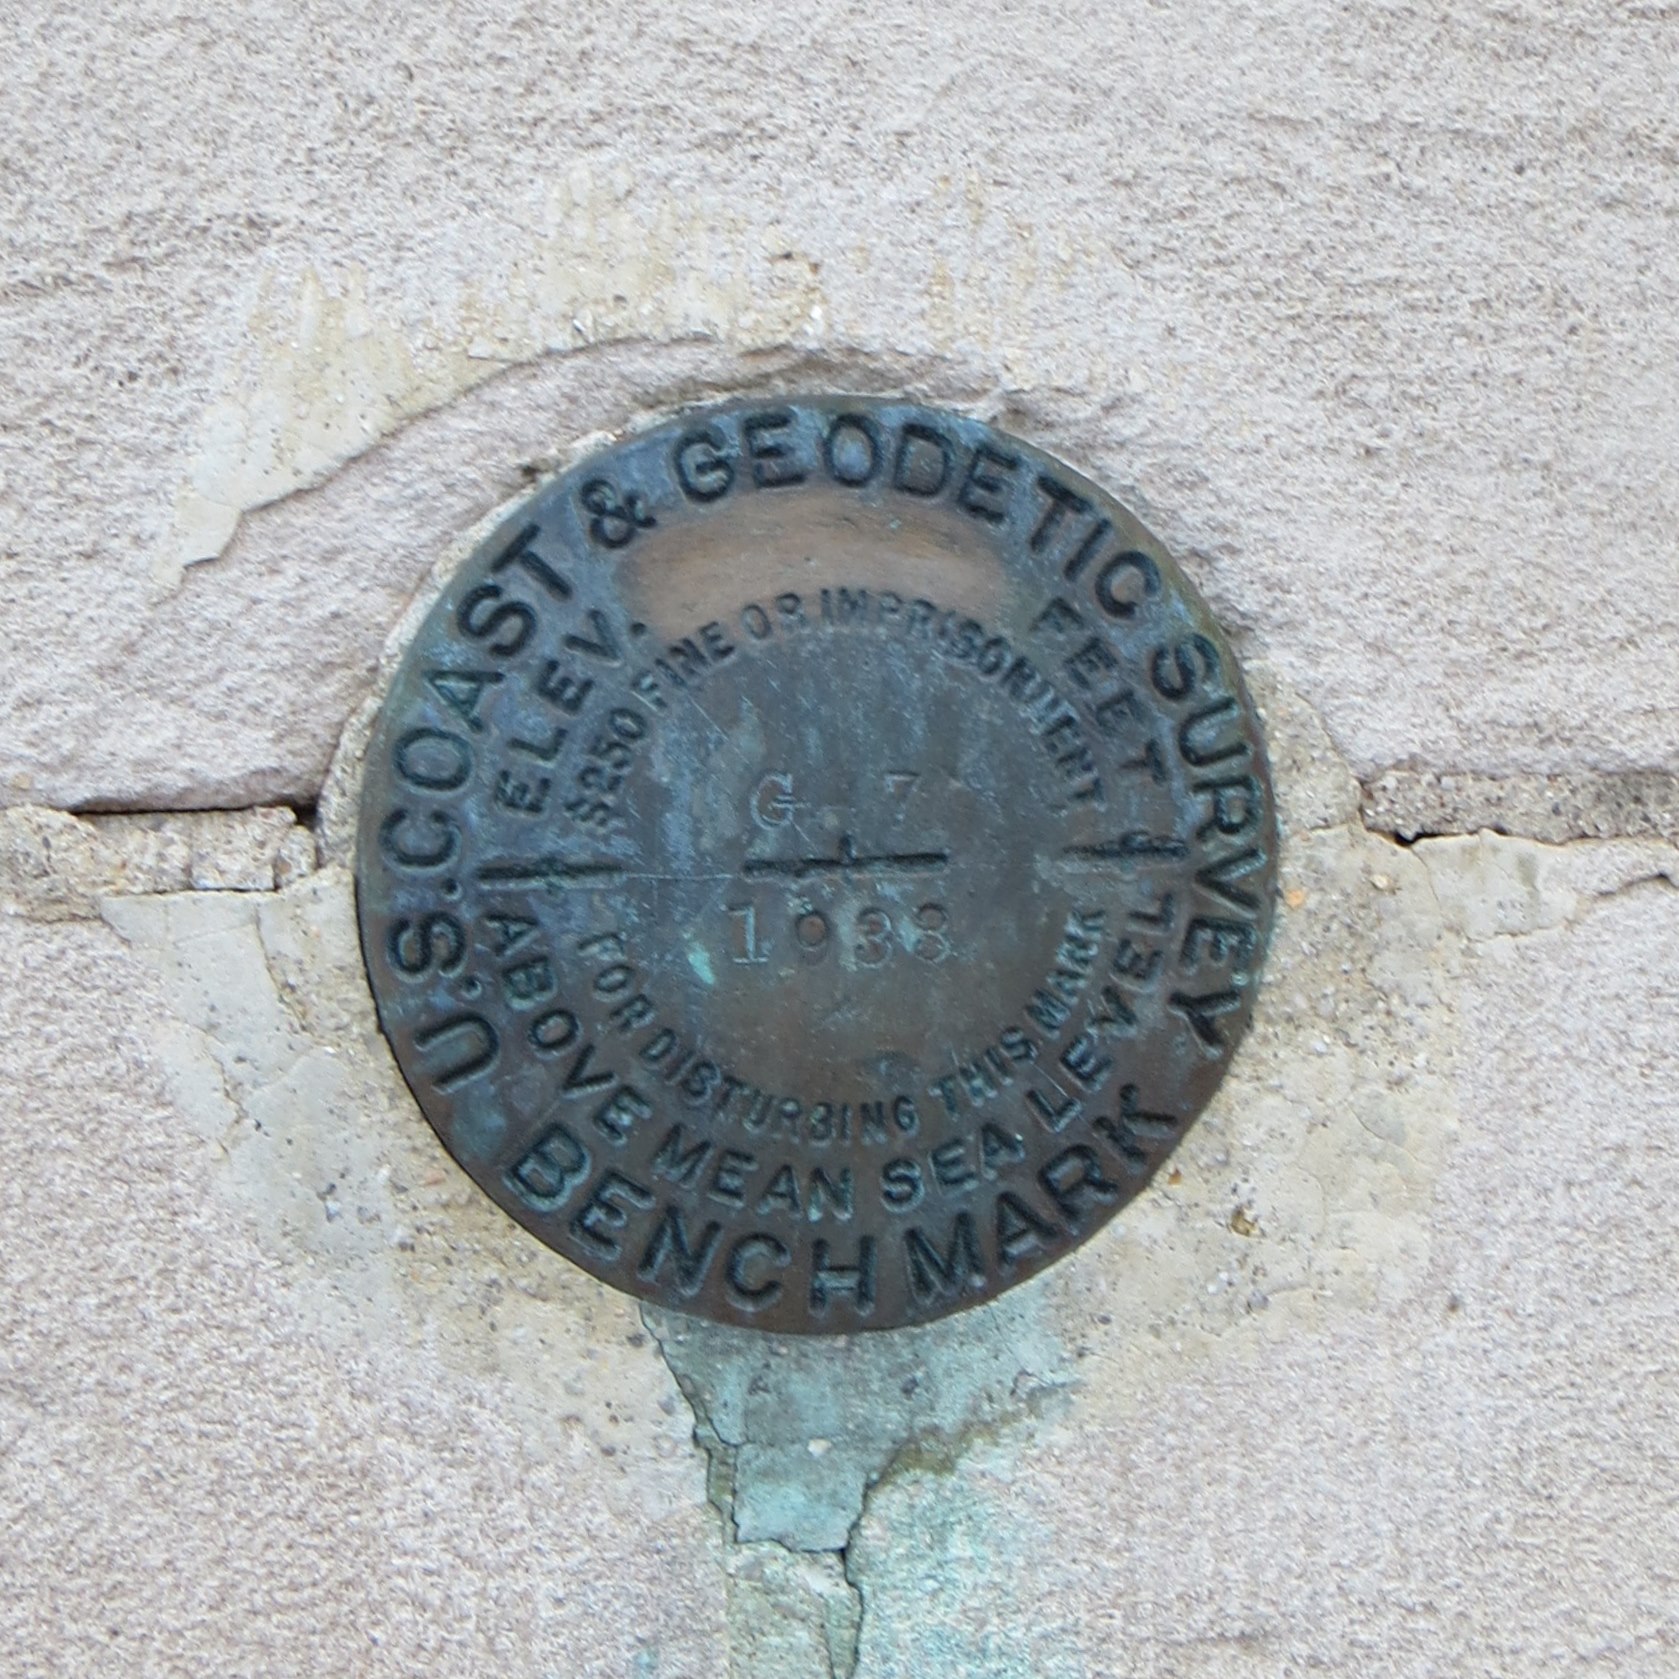 U.S.COAST & GEODETIC SURVEY
ELEV. FEET
$250 FINE OR IMPRISONMENT
G 7
1938
FOR DISTURBING THIS MARK
ABOVE MEAN SEA LEVEL
BENCH MARK